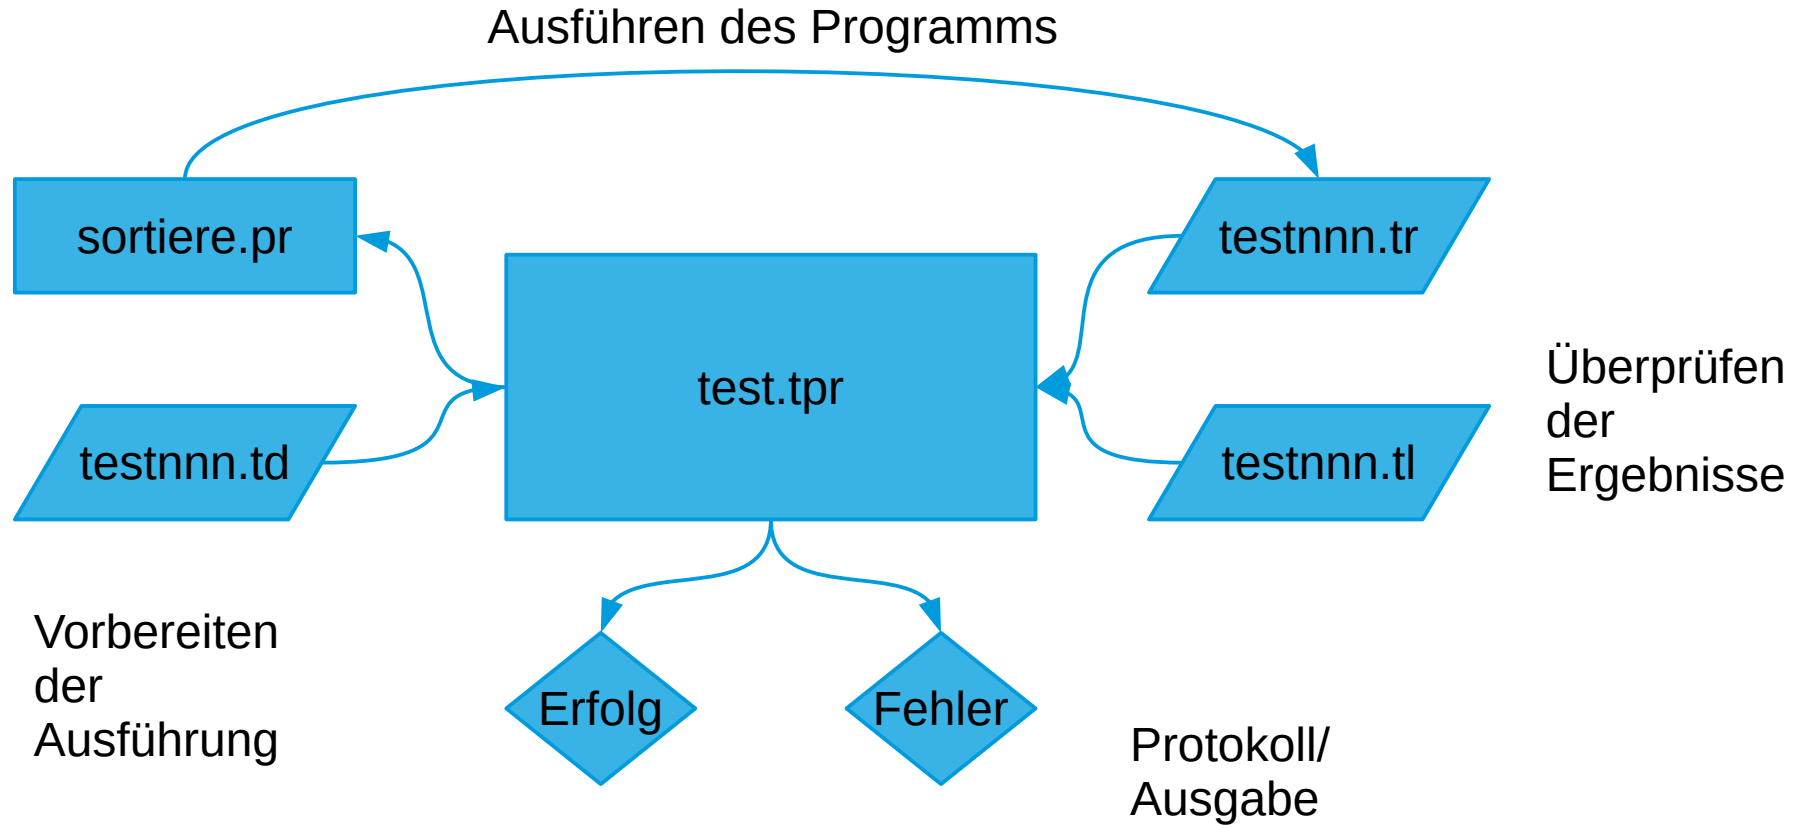 Ausführen des Programms
sortiere.pr
testnnn.tr
test.tpr
testnnn.td
testnnn.tl
Überprüfen
der
Ergebnisse
Vorbereiten
der
Ausführung
Erfolg
Fehler
Protokoll/
Ausgabe